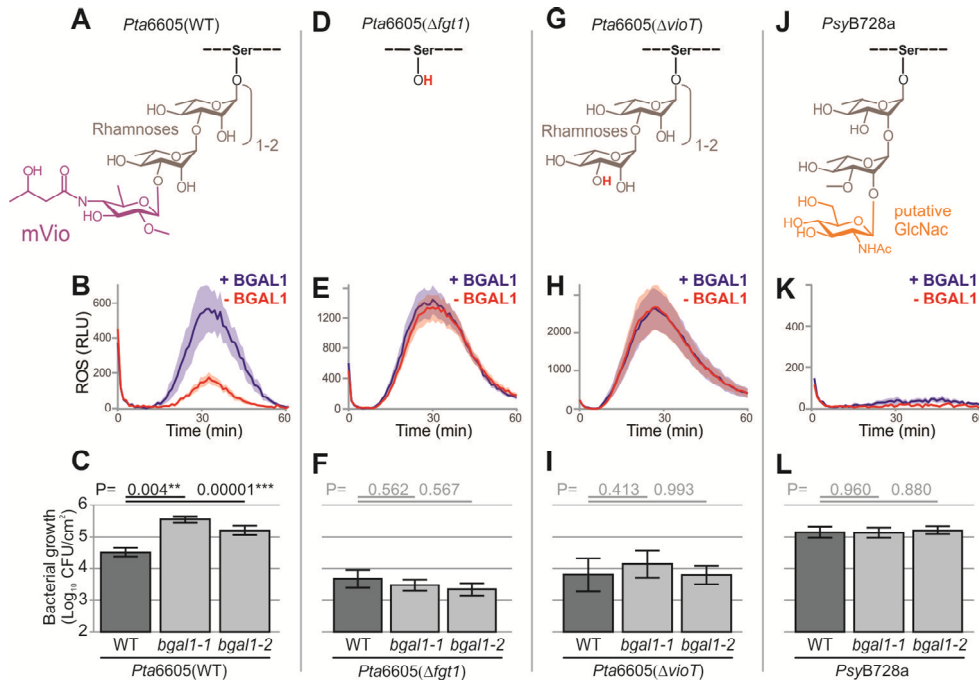 A Pta6605(WT)
Ser
O
HO
O
Rhamnoses
HO
O
OH
1-2
HO
O
OH
O
OH
O
N
H
HO
O
O
O
mVio
B
+ BGAL1
- BGAL1
ROS (RLU)
600
400
200
0
0 30 60
Time (min)
C
P= 0.004** 0.00001***
Bacterial growth
(Log10 CFU/cm²)
6
5
4
3
2
WT bgal1-1 bgal1-2
Pta6605(WT)
D Pta6605(Δfgt1)
Ser
OH
E
+ BGAL1
- BGAL1
1200
800
400
0
0 30 60
Time (min)
F
P= 0.562 0.567
WT bgal1-1 bgal1-2
Pta6605(Δfgt1)
G Pta6605(ΔvioT)
Ser
O
HO
O
Rhamnoses
HO
O
OH
1-2
HO
O
O
H
OH
H
+ BGAL1
- BGAL1
2000
1000
0
0 30 60
Time (min)
I
P= 0.413 0.993
WT bgal1-1 bgal1-2
Pta6605(ΔvioT)
J PsyB728a
Ser
O
HO
O
HO
O
O
HO
O
O
HO
O
HO
HO
O
NHAc
putative
GlcNac
K
+ BGAL1
- BGAL1
600
400
200
0
0 30 60
Time (min)
L
P= 0.960 0.880
WT bgal1-1 bgal1-2
PsyB728a